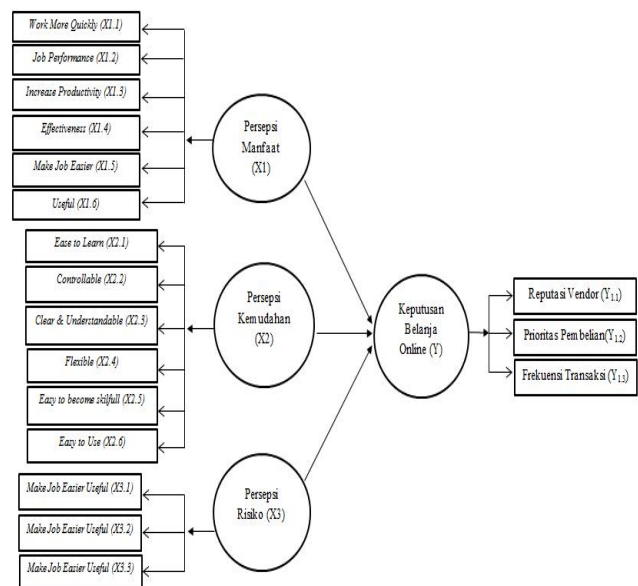 Work More Quickly (X1.1)
Job Performance (X1.2)
Increase Productivity (X1.3)
Effectiveness (X1.4)
Make Job Easier (X1.5)
Useful (X1.6)
Persepsi
Manfaat
(X1)
Ease to Learn (X2.1)
Controllable (X2.2)
Clear & Understandable (X2.3)
Flexible (X2.4)
Easy to become skilfull (X2.5)
Easy to Use (X2.6)
Persepsi
Kemudahan
(X2)
Make Job Easier Useful (X3.1)
Make Job Easier Useful (X3.2)
Make Job Easier Useful (X3.3)
Persepsi
Risiko (X3)
Keputusan
Belanja
Online (Y)
Reputasi Vendor (Y1.1)
Prioritas Pembelian(Y1.2)
Frekuensi Transaksi (Y1.3)